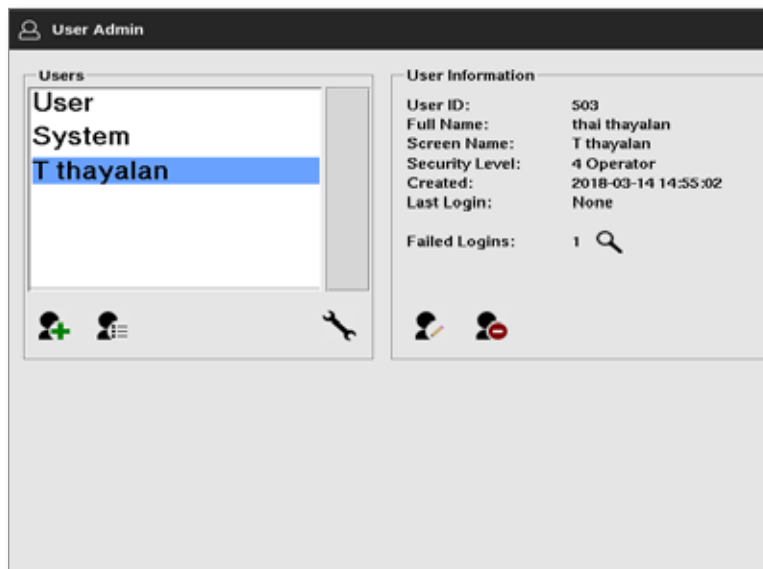 User Admin
Users
User
System
T thayalan
User Information
User ID: 503
Full Name: thai thayalan
Screen Name: T thayalan
Security Level: 4 Operator
Created: 2018-03-14 14:55:02
Last Login: None
Failed Logins: 1